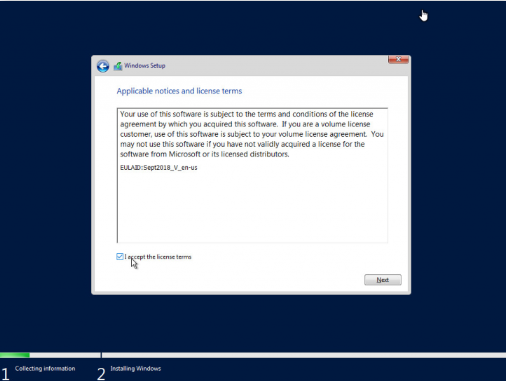 Windows Setup
Applicable notices and license terms
Your use of this software is subject to the terms and conditions of the license
agreement by which you acquired this software. If you are a volume license
customer, use of this software is subject to your volume license agreement. You
may not use this software if you have not validly acquired a license for the
software from Microsoft or its licensed distributors.
EULAID:Sept2018_V_en-us
I accept the license terms
Next
1 Collecting information
2 Installing Windows